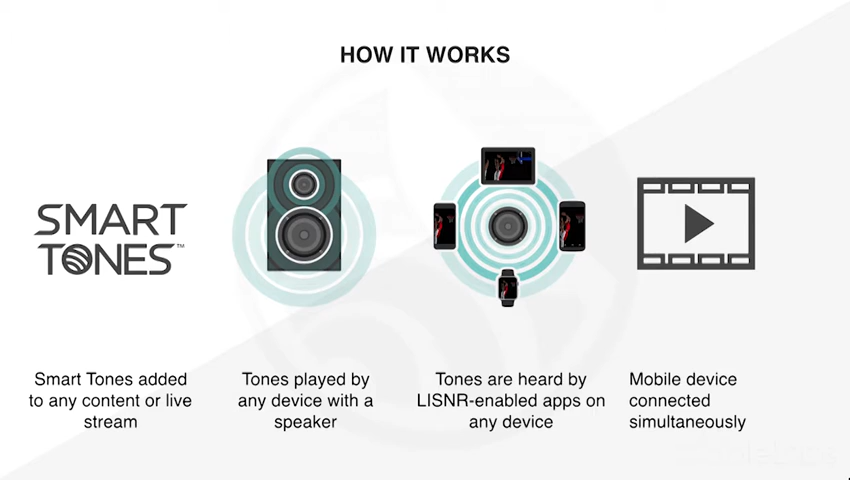 HOW IT WORKS
SMART
TONES™
Smart Tones added
to any content or live
stream
Tones played by
any device with a
speaker
Tones are heard by
LISNR-enabled apps on
any device
Mobile device
connected
simultaneously